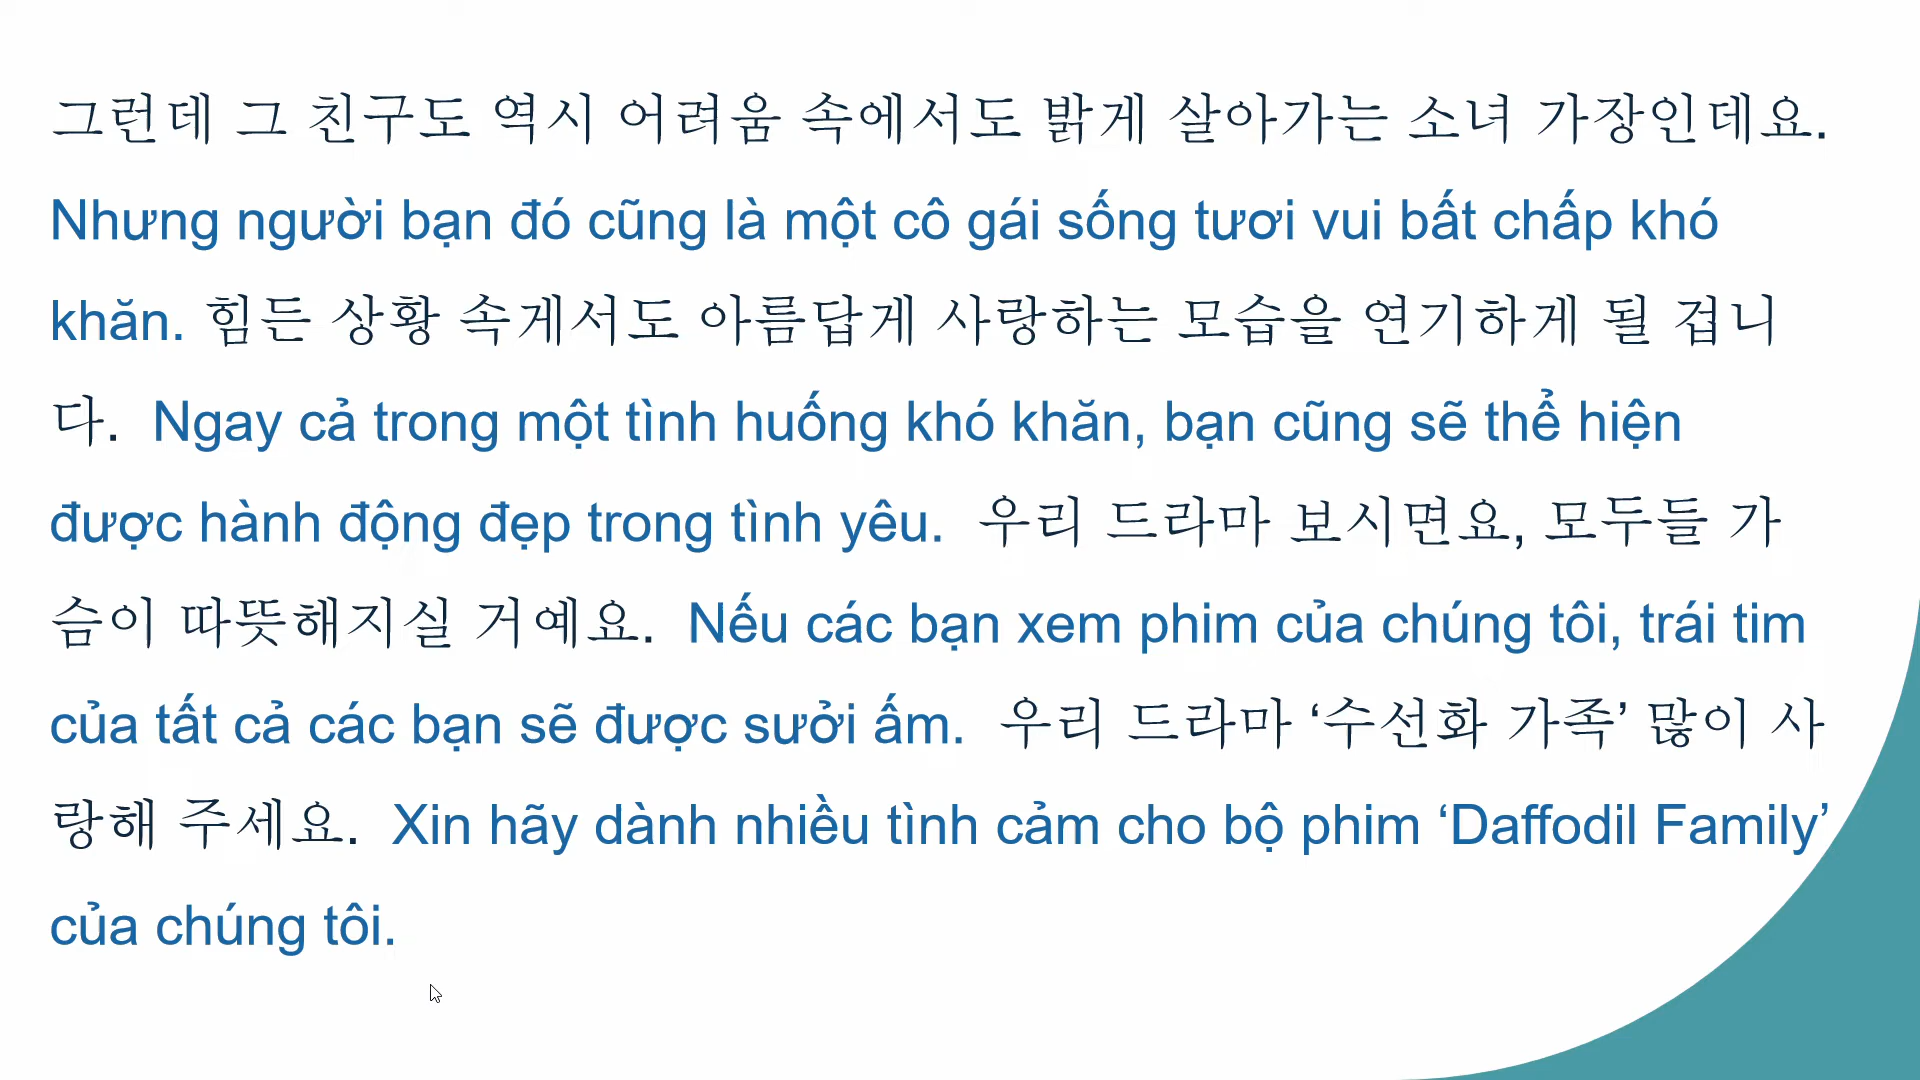 그런데 그 친구도 역시 어려움 속에서도 밝게 살아가는 소녀 가장인데요.
Nhưng người bạn đó cũng là một cô gái sống tươi vui bất chấp khó
khăn. 힘든 상황 속게서도 아름답게 사랑하는 모습을 연기하게 될 겁니
다. Ngay cả trong một tình huống khó khăn, bạn cũng sẽ thể hiện
được hành động đẹp trong tình yêu. 우리 드라마 보시면요, 모두들 가
슴이 따뜻해지실 거예요. Nếu các bạn xem phim của chúng tôi, trái tim
của tất cả các bạn sẽ được sưởi ấm. 우리 드라마 ‘수선화 가족’ 많이 사
랑해 주세요. Xin hãy dành nhiều tình cảm cho bộ phim ‘Daffodil Family’
của chúng tôi.